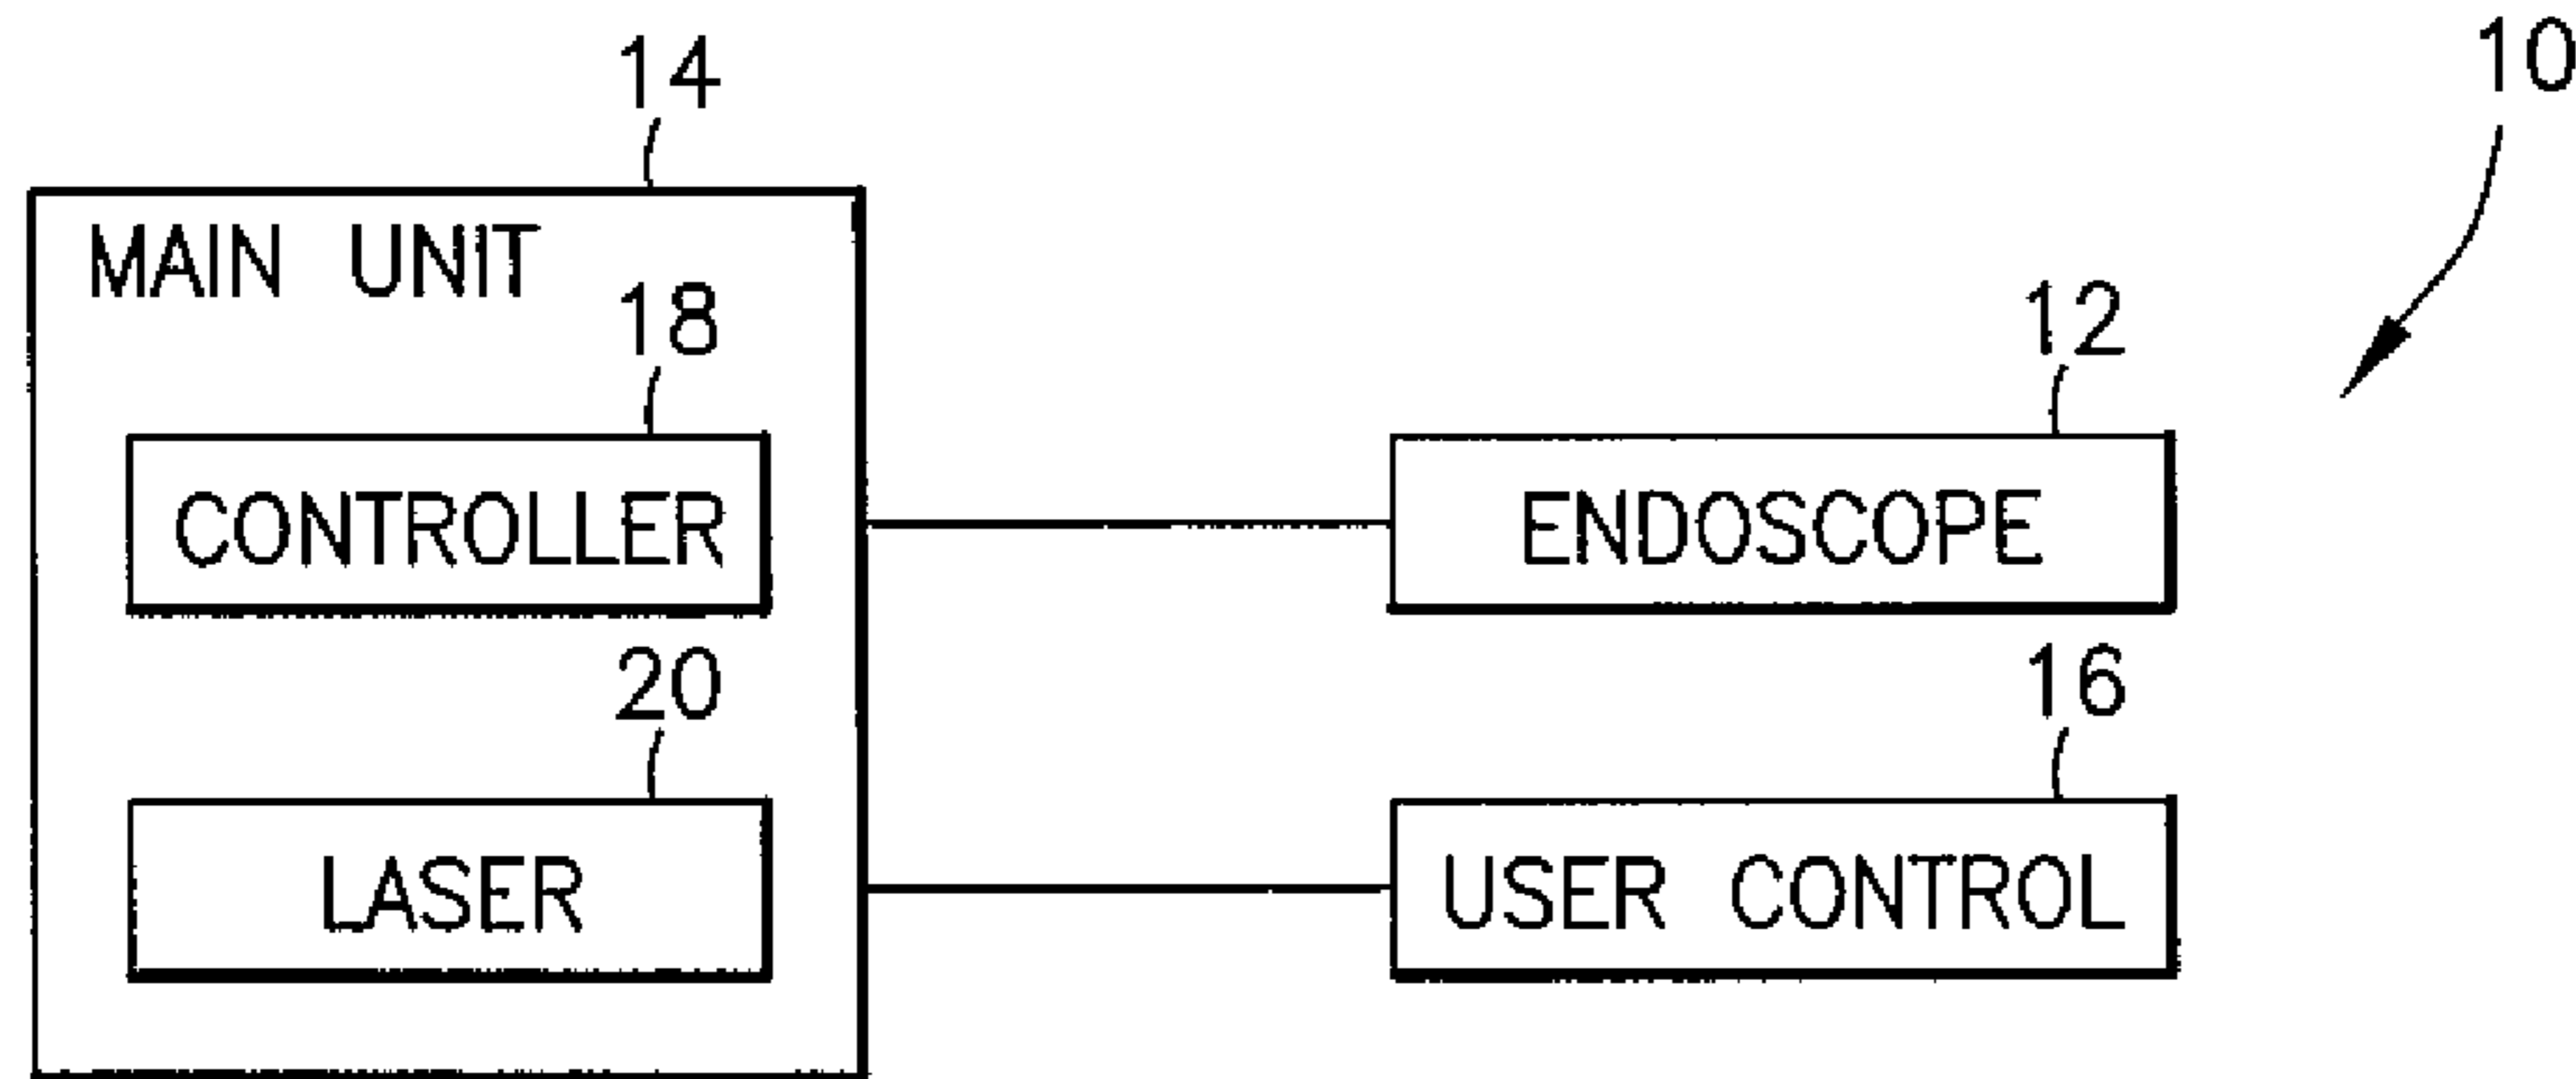 10
14
MAIN UNIT
18
12
CONTROLLER
ENDOSCOPE
20
16
LASER
USER CONTROL